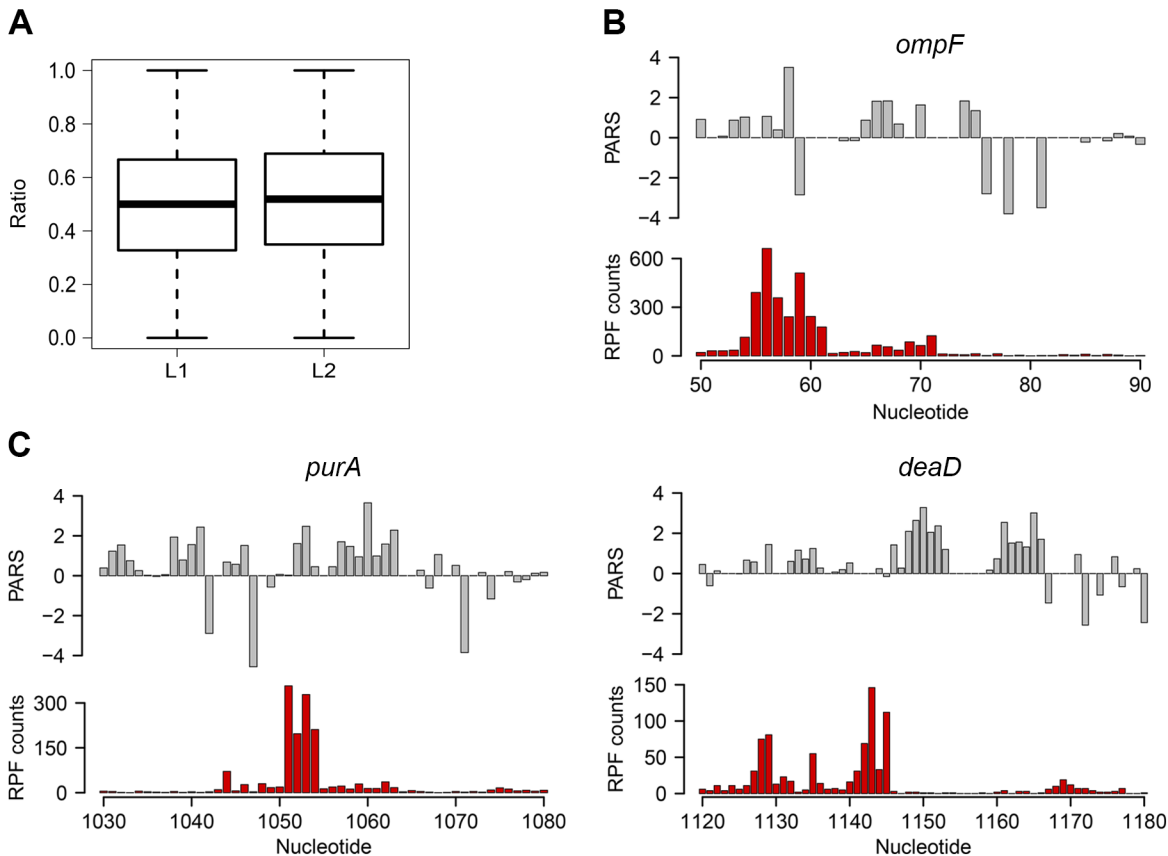 A
Ratio
1.0
0.8
0.6
0.4
0.2
0.0
L1 L2
B
ompF
PARS
4
2
0
−2
−4
RPF counts
600
300
0
50 60 70 80 90
Nucleotide
C
purA
PARS
4
2
0
−2
−4
RPF counts
300
150
0
1030 1040 1050 1060 1070 1080
Nucleotide
deaD
PARS
4
2
0
−2
−4
RPF counts
150
100
50
0
1120 1130 1140 1150 1160 1170 1180
Nucleotide